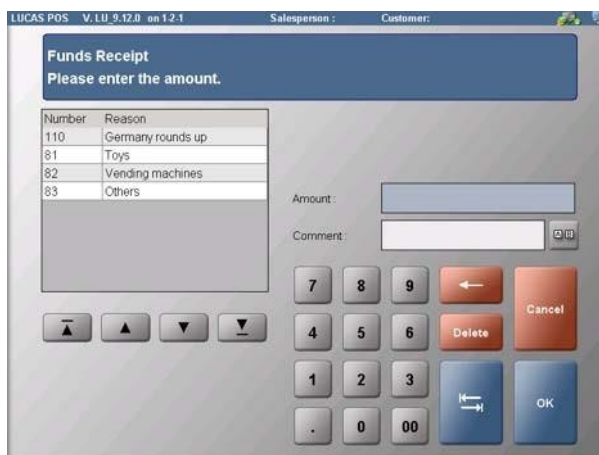 LUCAS POS V. LU_9.12.0 on 1-2-1 Salesperson : Customer:
Funds Receipt
Please enter the amount.
Number Reason
110 Germany rounds up
81 Toys
82 Vending machines
83 Others
Amount :
Comment :
7 8 9
Cancel
4 5 6 Delete
1 2 3
OK
. 0 00